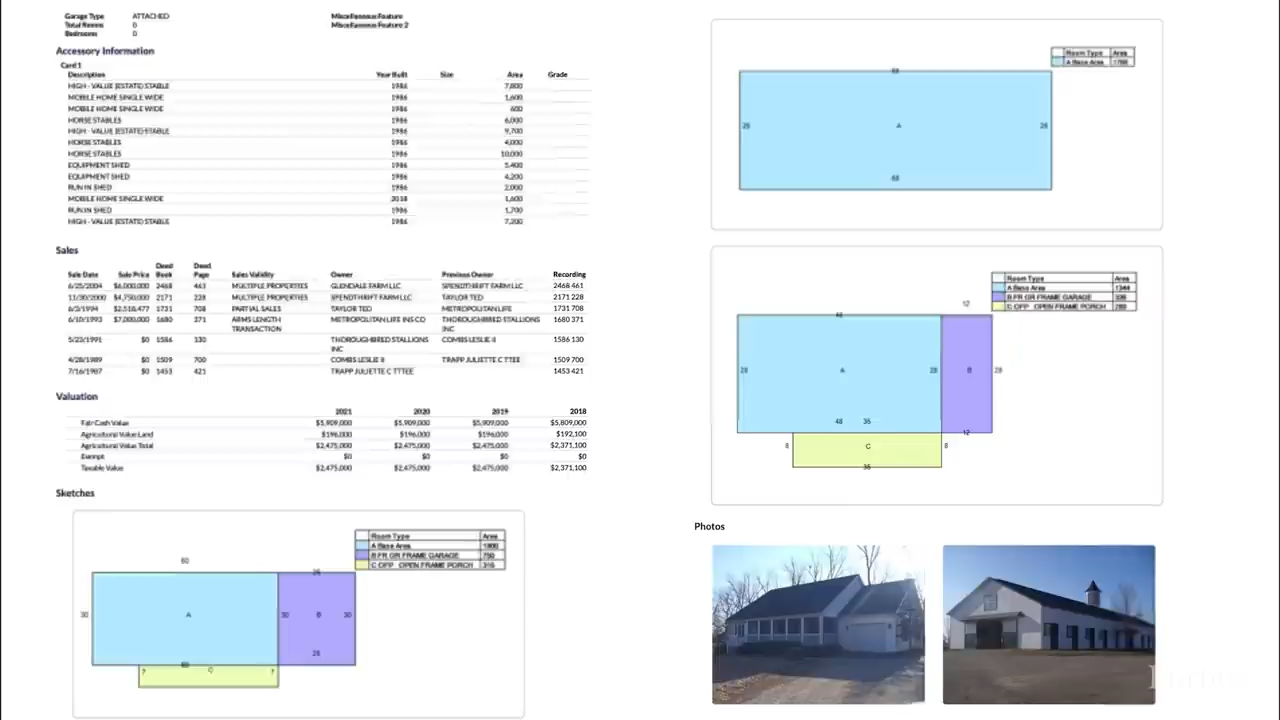 Garage Type ATTACHED Miscellaneous Feature
Total Rooms 0 Miscellaneous Feature 2
Bedrooms 0
Accessory Information
Card 1
Description Year Built Size Area Grade
HIGH - VALUE (ESTATE) STABLE 1986 7,800
MOBILE HOME SINGLE WIDE 1986 1,600
MOBILE HOME SINGLE WIDE 1986 600
HORSE STABLES 1986 6,000
HIGH - VALUE (ESTATE) STABLE 1986 9,700
HORSE STABLES 1986 4,000
HORSE STABLES 1986 10,000
EQUIPMENT SHED 1986 5,400
EQUIPMENT SHED 1986 4,200
RUN IN SHED 1986 2,000
MOBILE HOME SINGLE WIDE 2018 1,600
RUN IN SHED 1986 1,700
HIGH - VALUE (ESTATE) STABLE 1986 7,200
Sales
Sale Date Sale Price Deed Book Deed Page Sales Validity Owner Previous Owner Recording
6/25/2004 $6,000,000 2468 463 MULTIPLE PROPERTIES GLENDALE FARM LLC SPENDTHRIFT FARM LLC 2468 461
11/30/2000 $4,750,000 2171 228 MULTIPLE PROPERTIES SPENDTHRIFT FARM LLC TAYLOR TED 2171 228
6/3/1994 $2,518,477 1731 708 PARTIAL SALES TAYLOR TED METROPOLITAN LIFE 1731 708
6/10/1993 $7,000,000 1680 371 ARMS LENGTH TRANSACTION METROPOLITAN LIFE INS CO THOROUGHBRED STALLIONS INC 1680 371
5/23/1991 $0 1586 130 THOROUGHBRED STALLIONS INC COMBS LESLIE II 1586 130
4/28/1989 $0 1509 700 COMBS LESLIE II TRAPP JULIETTE C TTEE 1509 700
7/16/1987 $0 1453 421 TRAPP JULIETTE C TTTEE 1453 421
Valuation
2021 2020 2019 2018
Fair Cash Value $5,909,000 $5,909,000 $5,909,000 $5,809,000
Agricultural Value Land $196,000 $196,000 $196,000 $192,100
Agricultural Value Total $2,475,000 $2,475,000 $2,475,000 $2,371,100
Exempt $0 $0 $0 $0
Taxable Value $2,475,000 $2,475,000 $2,475,000 $2,371,100
Sketches
Room Type Area
A Base Area 1800
B FR GR FRAME GARAGE 750
C OFP OPEN FRAME PORCH 315
60
30 A 30 B 30
25
60
7 C 7
Room Type Area
A Base Area
26 A 26
68
Room Type Area
A Base Area 1344
B FR GR FRAME GARAGE 336
C OFP OPEN FRAME PORCH
12
48
28 A 28 B 28
48 36
12
8 C 8
36
Photos